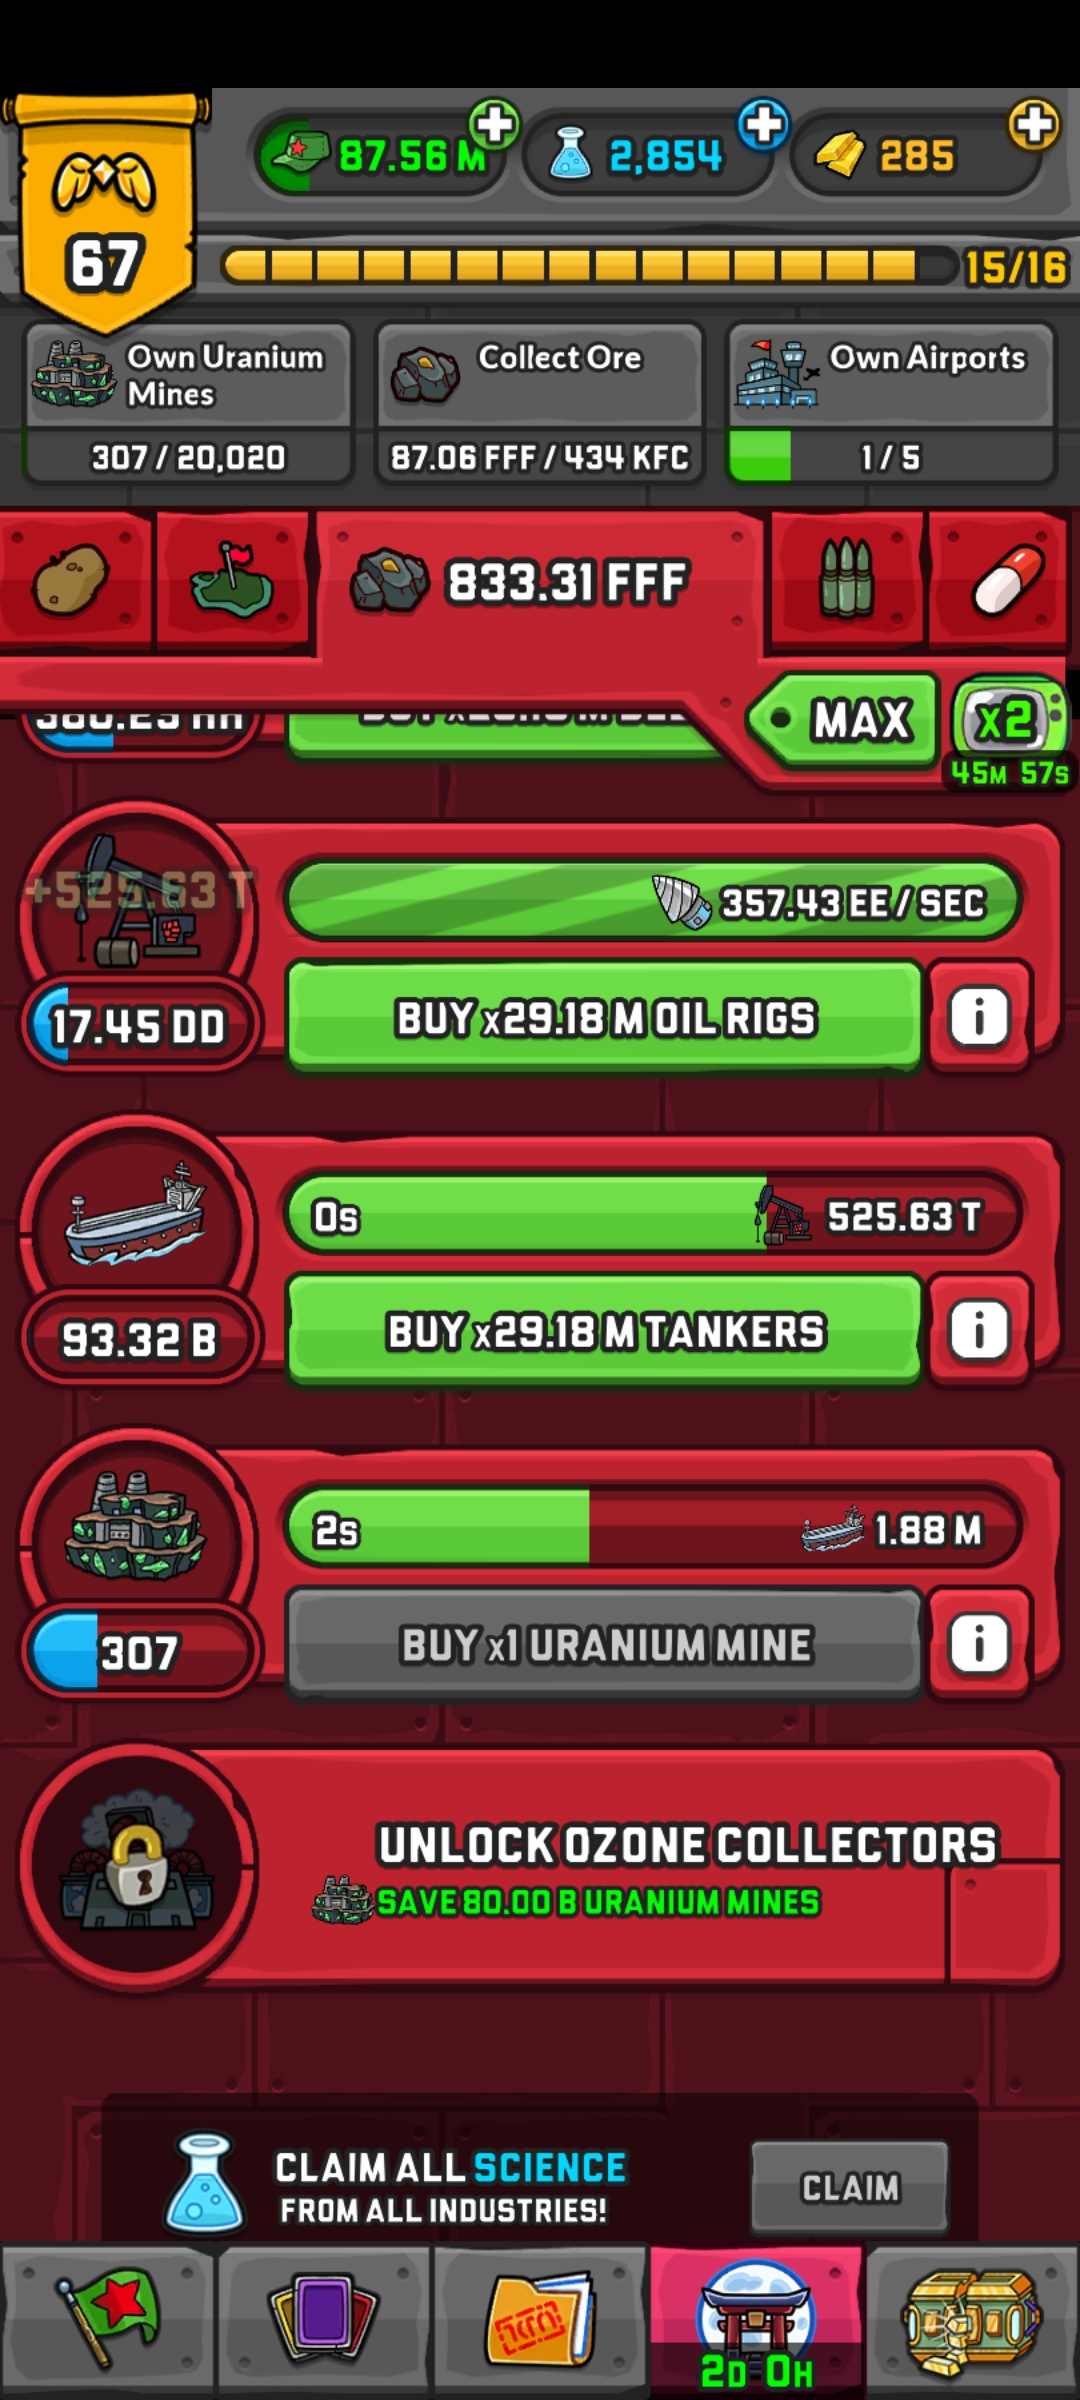 67
87.56 M
2,854
285
15/16
Own Uranium
Mines
307 / 20,020
Collect Ore
87.06 FFF / 434 KFC
Own Airports
1 / 5
833.31 FFF
MAX
x2
45M 57S
+525.63 T
357.43 EE / SEC
17.45 DD
BUY x29.18 M OIL RIGS
i
0s
525.63 T
93.32 B
BUY x29.18 M TANKERS
i
2s
1.88 M
307
BUY x1 URANIUM MINE
i
UNLOCK OZONE COLLECTORS
SAVE 80.00 B URANIUM MINES
CLAIM ALL SCIENCE
FROM ALL INDUSTRIES!
CLAIM
2D 0H